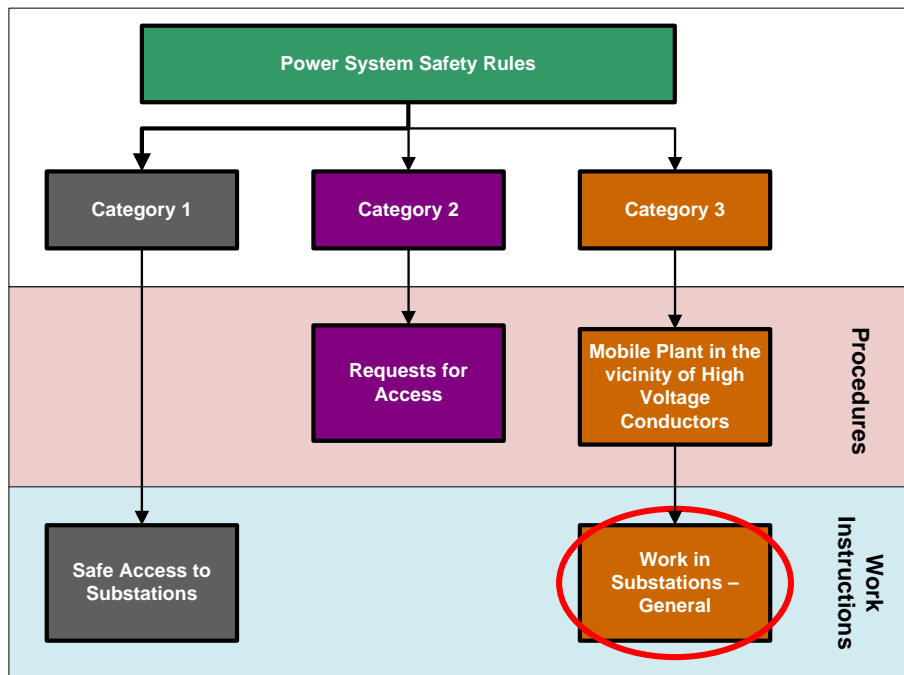 Power System Safety Rules
Category 1
Category 2
Category 3
Requests for
Access
Mobile Plant in the
vicinity of High
Voltage
Conductors
Procedures
Safe Access to
Substations
Work in
Substations –
General
Work
Instructions